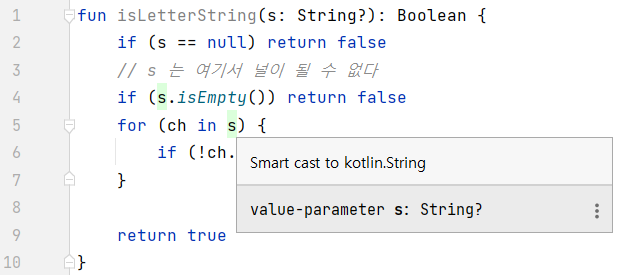 1 fun isLetterString(s: String?): Boolean {
2 if (s == null) return false
3 // s 는 여기서 널이 될 수 없다
4 if (s.isEmpty()) return false
5 for (ch in s) {
6 if (!ch.
Smart cast to kotlin.String
7 }
value-parameter s: String?
8
9 return true
10 }